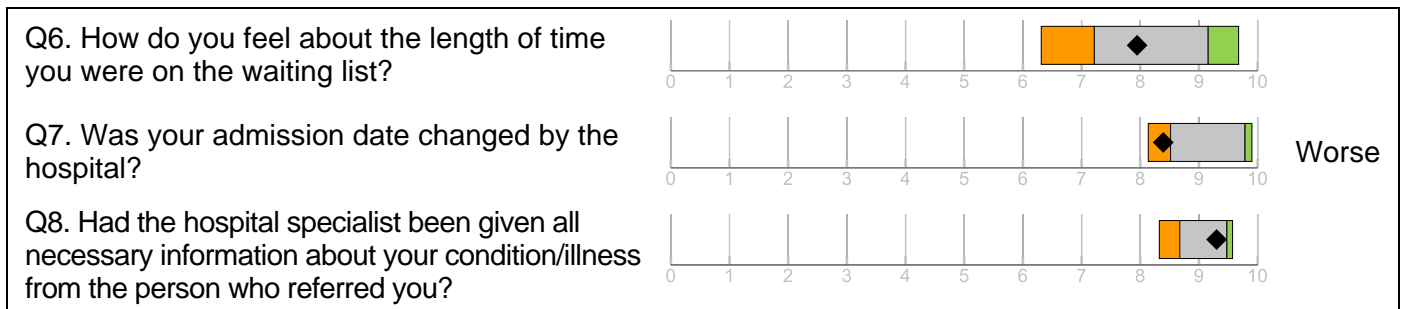 Q6. How do you feel about the length of time
you were on the waiting list?
0 1 2 3 4 5 6 7 8 9 10
Q7. Was your admission date changed by the
hospital?
Worse
0 1 2 3 4 5 6 7 8 9 10
Q8. Had the hospital specialist been given all
necessary information about your condition/illness
from the person who referred you?
0 1 2 3 4 5 6 7 8 9 10